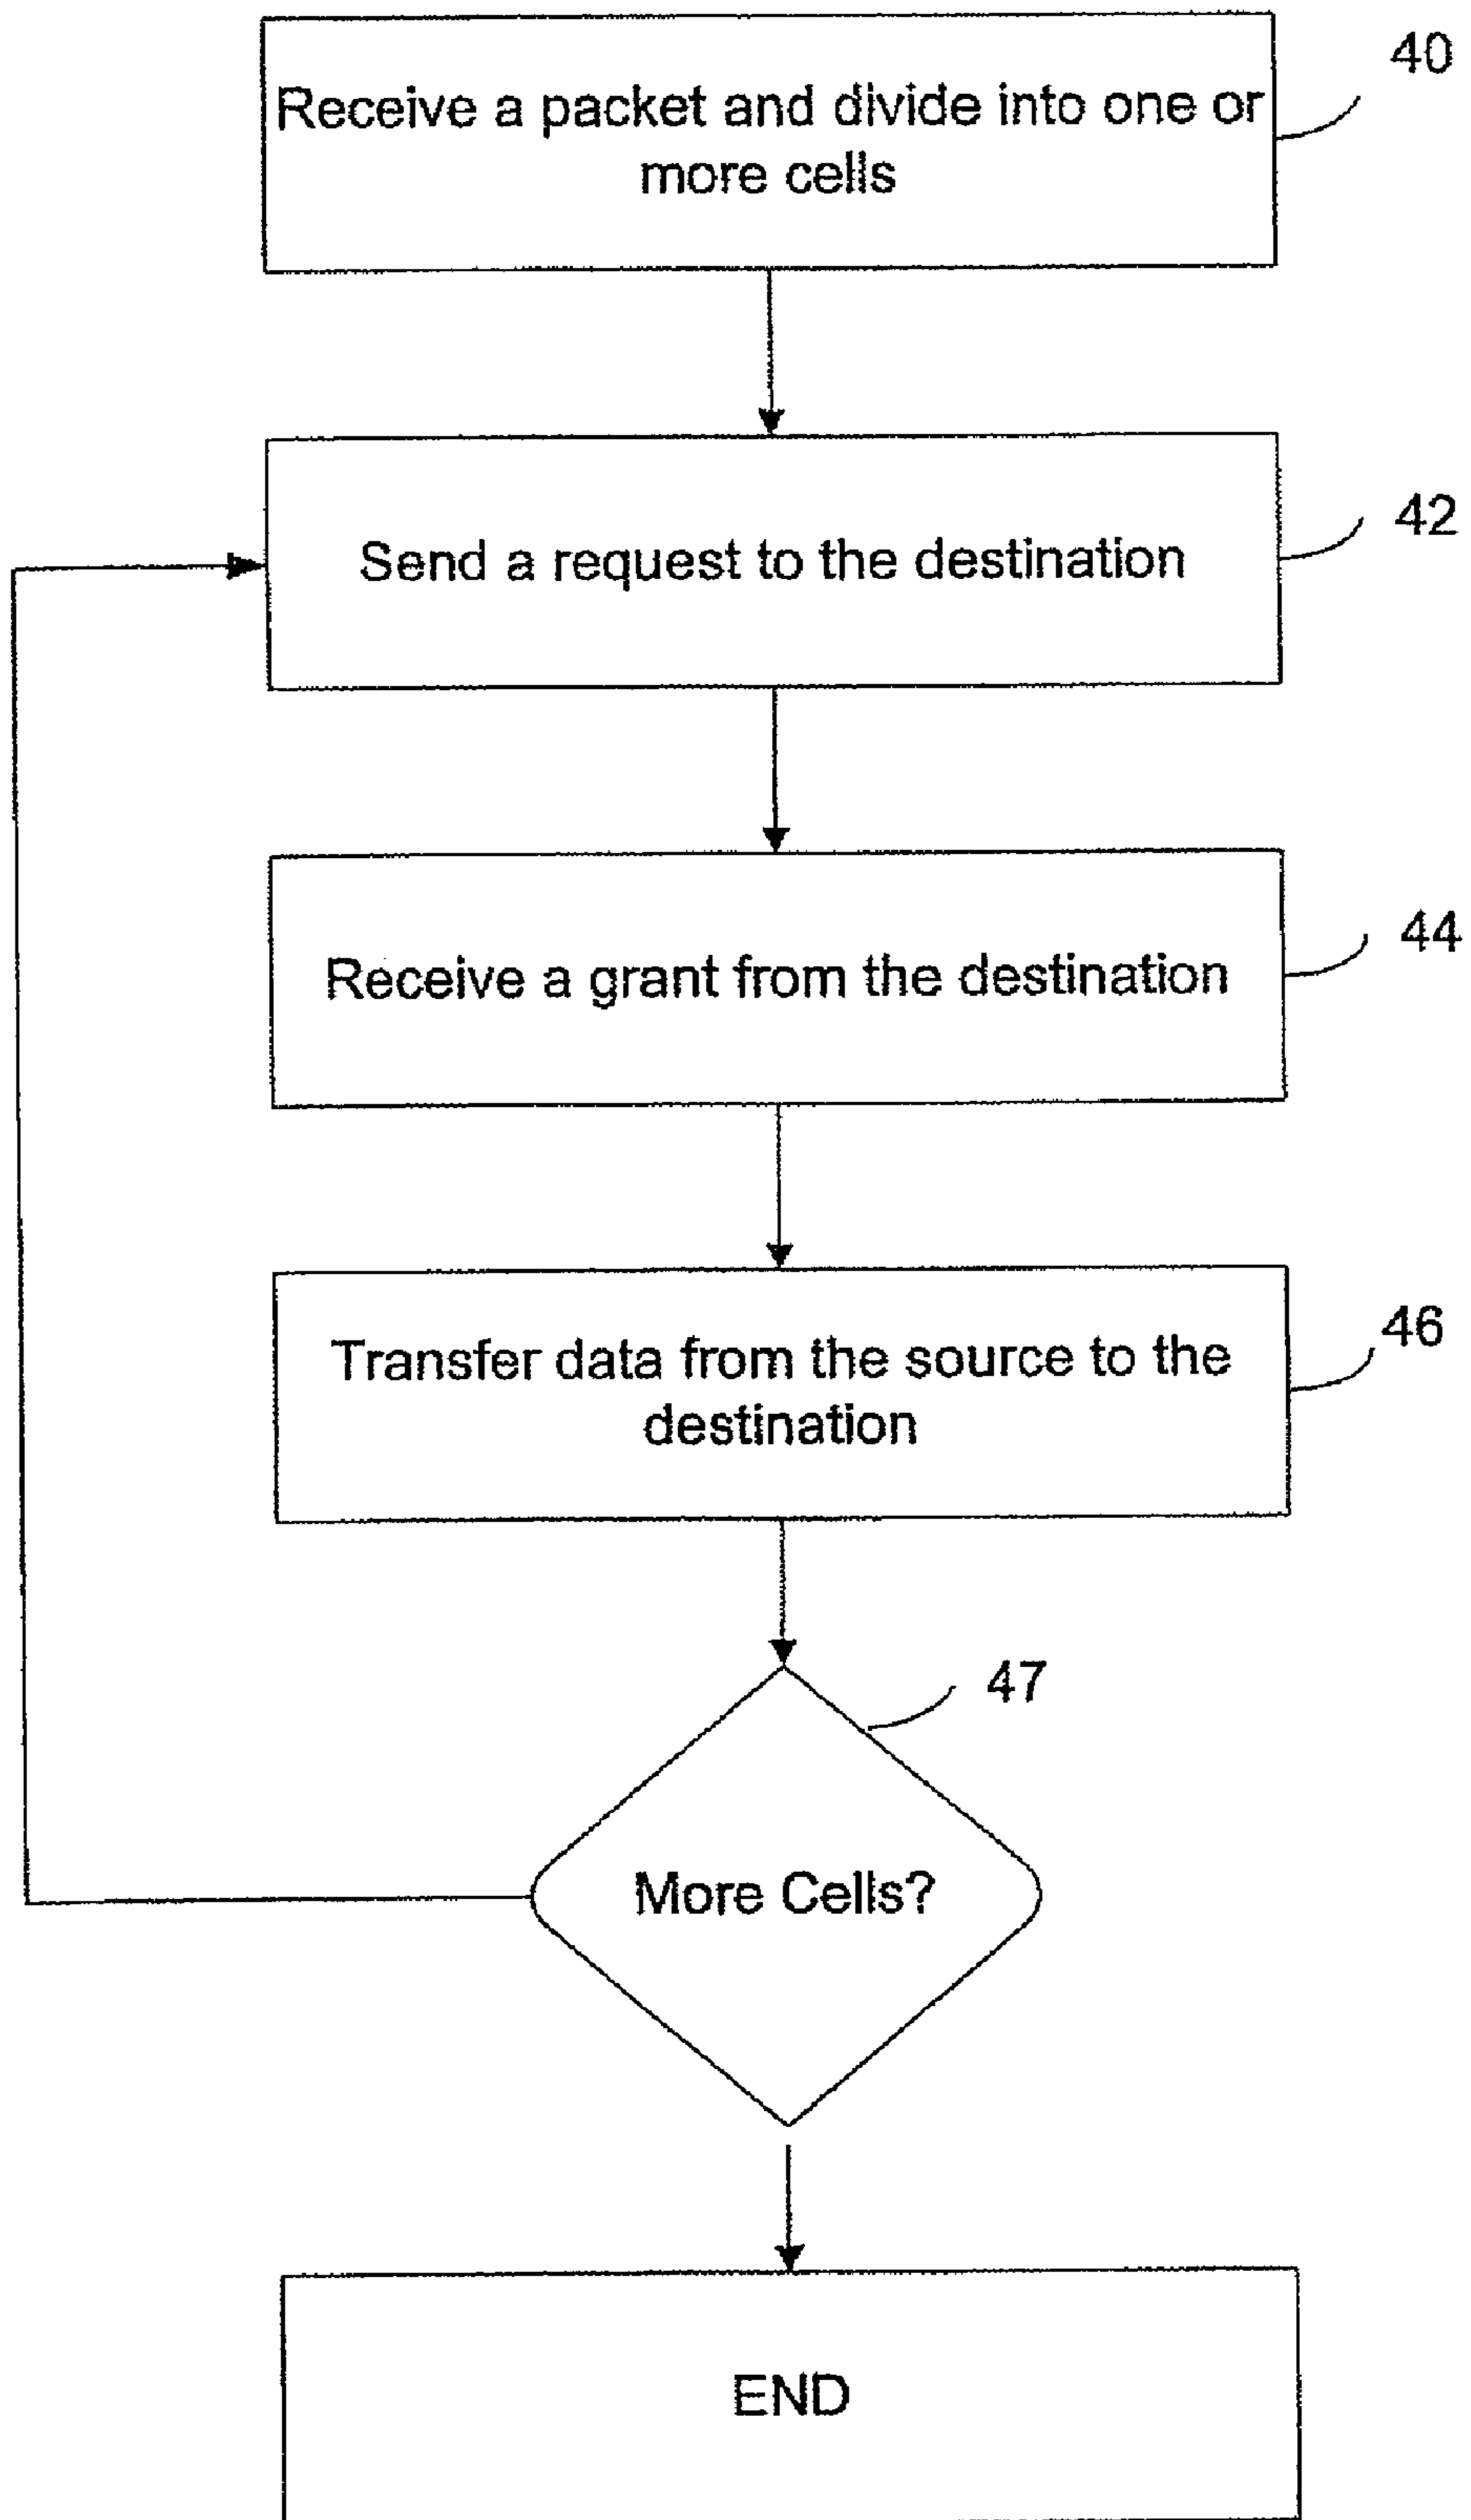 40
Receive a packet and divide into one or
more cells
42
Send a request to the destination
44
Receive a grant from the destination
46
Transfer data from the source to the
destination
47
More Cells?
END